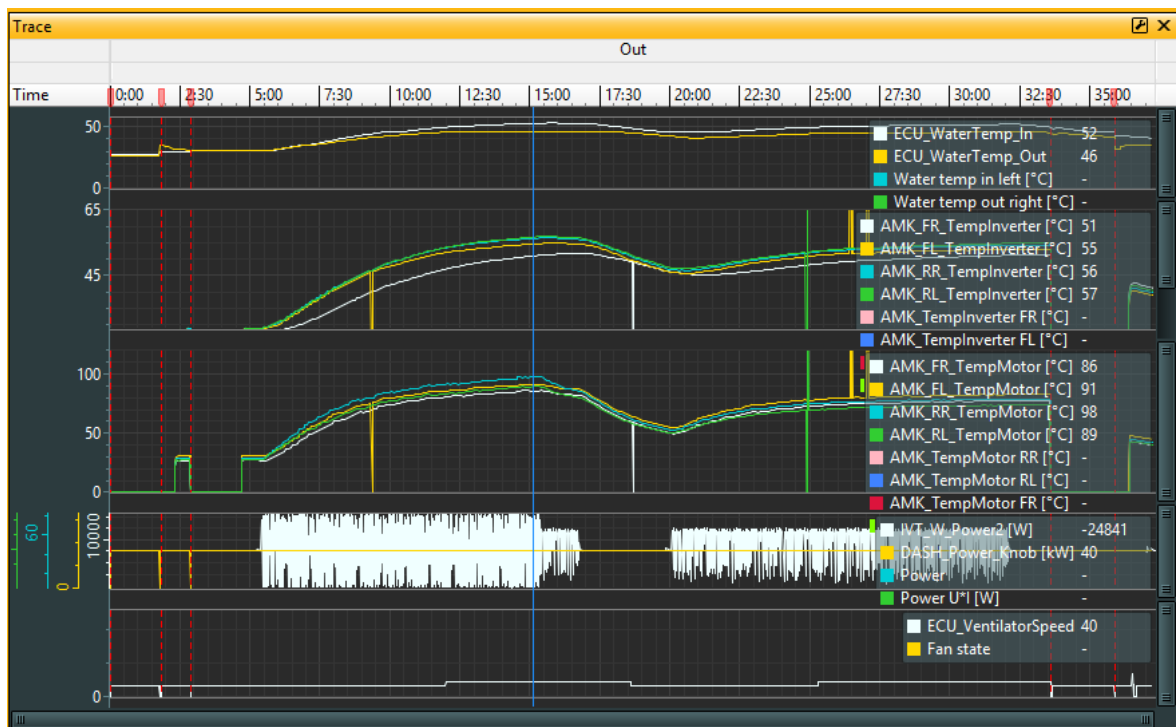 Trace
Out
Time 0:00 2:30 5:00 7:30 10:00 12:30 15:00 17:30 20:00 22:30 25:00 27:30 30:00 32:30 35:00
50
0
ECU_WaterTemp_In 52
ECU_WaterTemp_Out 46
Water temp in left [°C] -
Water temp out right [°C] -
65
45
AMK_FR_TempInverter [°C] 51
AMK_FL_TempInverter [°C] 55
AMK_RR_TempInverter [°C] 56
AMK_RL_TempInverter [°C] 57
AMK_TempInverter FR [°C] -
AMK_TempInverter FL [°C] -
100
50
0
AMK_FR_TempMotor [°C] 86
AMK_FL_TempMotor [°C] 91
AMK_RR_TempMotor [°C] 98
AMK_RL_TempMotor [°C] 89
AMK_TempMotor RR [°C] -
AMK_TempMotor RL [°C] -
AMK_TempMotor FR [°C] -
60
0
10000
IVT_W_Power2 [W] -24841
DASH_Power_Knob [kW] 40
Power -
Power U*I [W] -
0
ECU_VentilatorSpeed 40
Fan state -